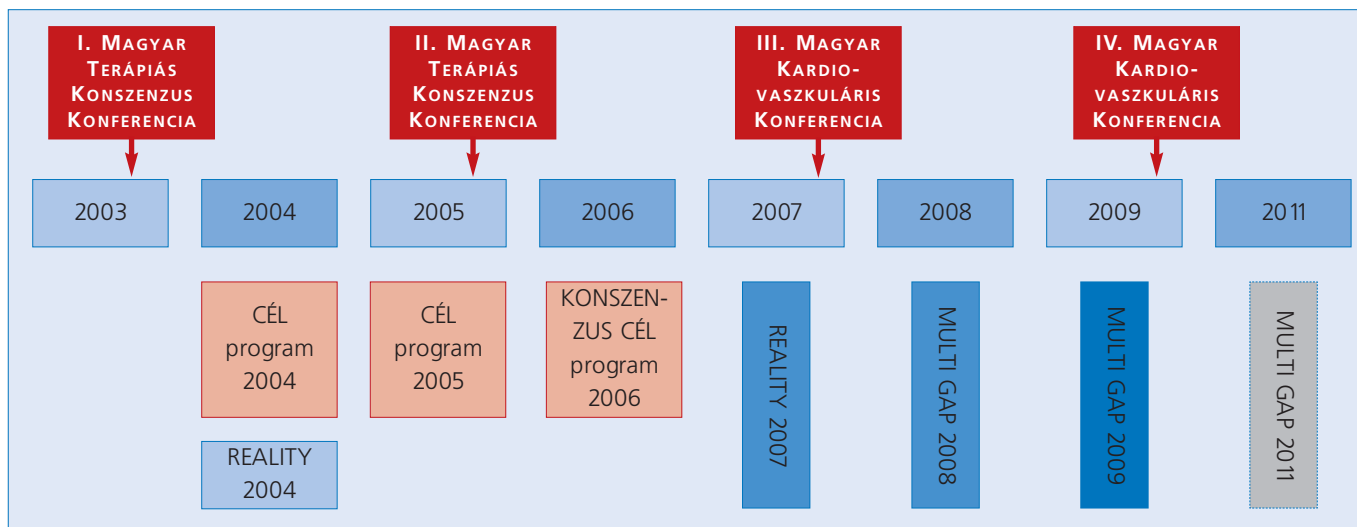 I. MAGYAR
TERÁPIÁS
KONSZENZUS
KONFERENCIA
II. MAGYAR
TERÁPIÁS
KONSZENZUS
KONFERENCIA
III. MAGYAR
KARDIO-
VASZKULÁRIS
KONFERENCIA
IV. MAGYAR
KARDIO-
VASZKULÁRIS
KONFERENCIA
2003
2004
2005
2006
2007
2008
2009
2011
CÉL
program
2004
CÉL
program
2005
KONSZEN-
ZUS CÉL
program
2006
REALITY 2007
MULTI GAP 2008
MULTI GAP 2009
MULTI GAP 2011
REALITY
2004